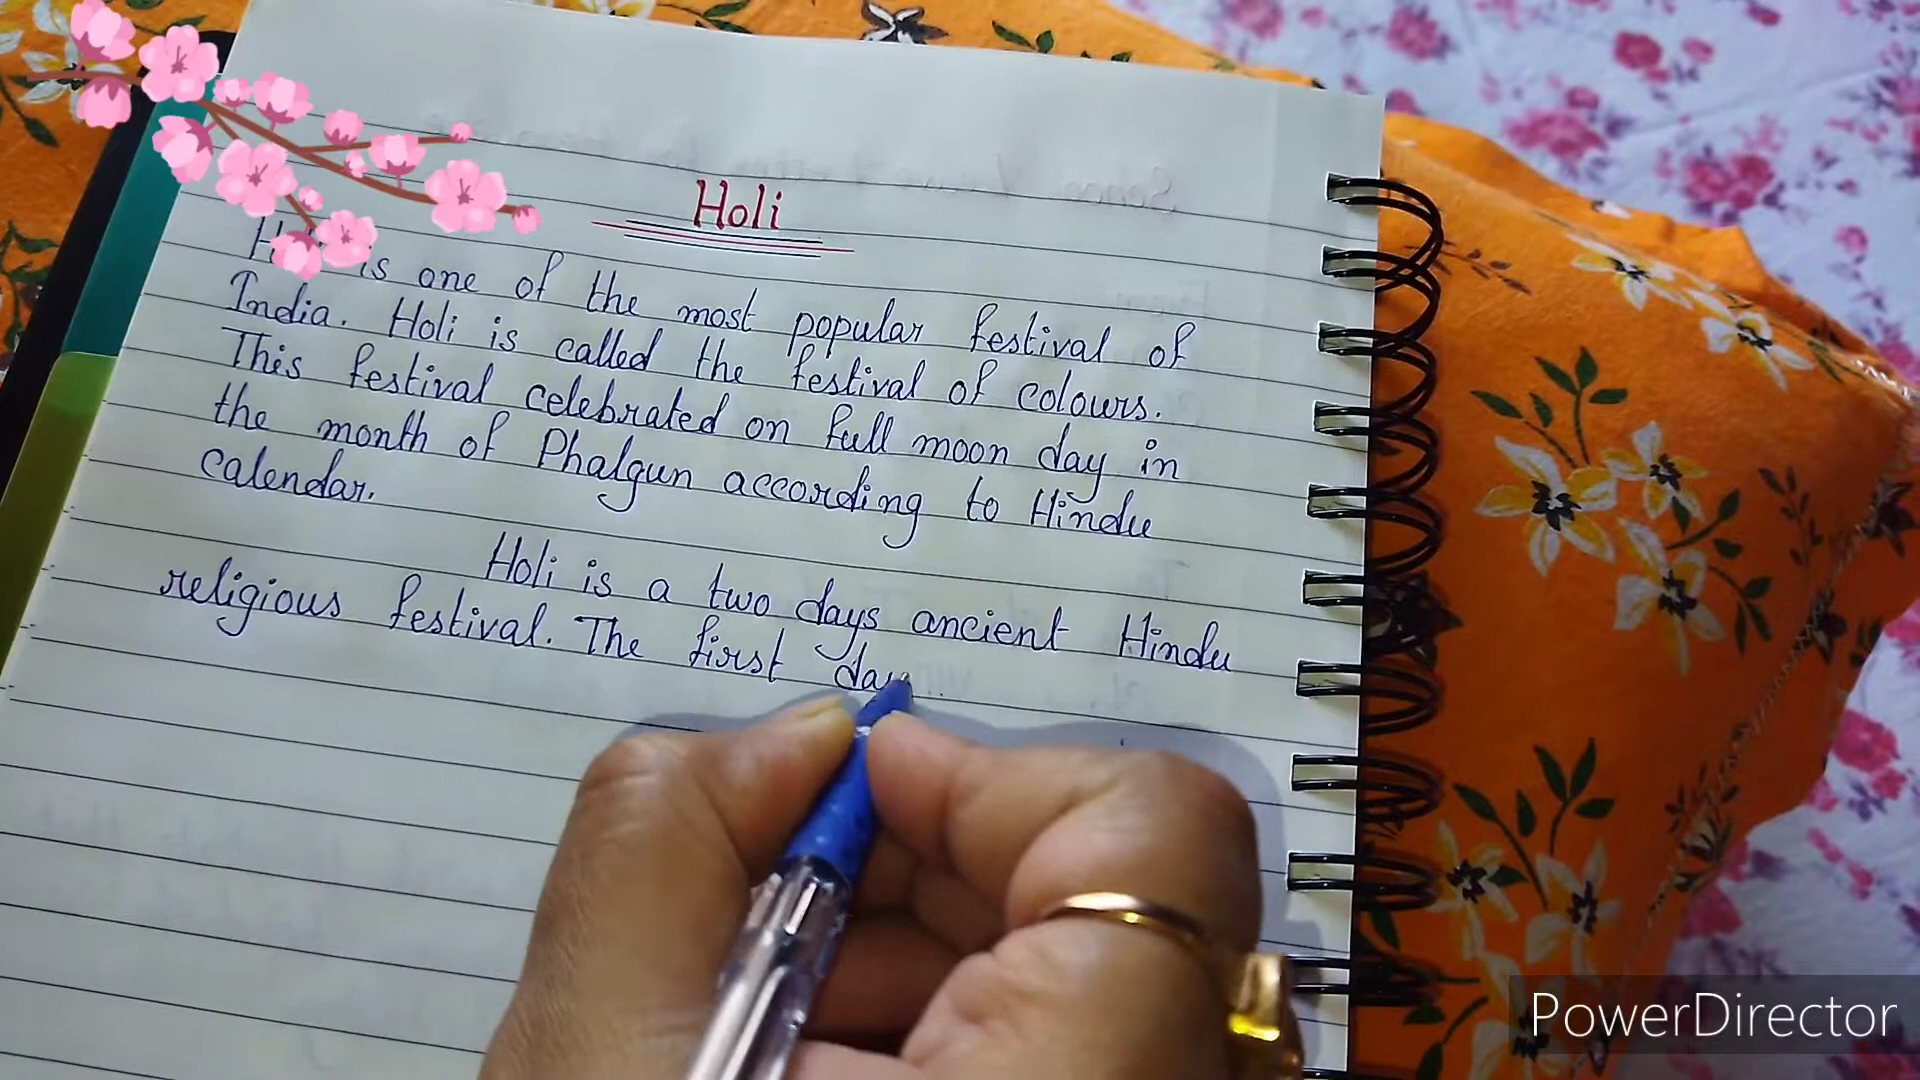 Holi
is one of the most popular festival of
India. Holi is called the festival of colours.
This festival celebrated on full moon day in
the month of Phalgun according to Hindu
calendar.
Holi is a two days ancient Hindu
religious festival. The first day
PowerDirector